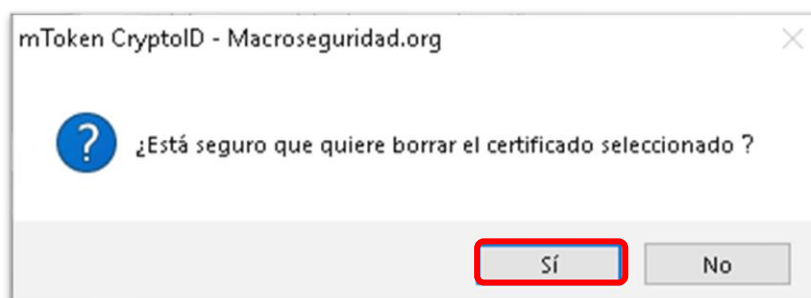 mToken CryptoID - Macroseguridad.org
¿Está seguro que quiere borrar el certificado seleccionado ?
Sí No